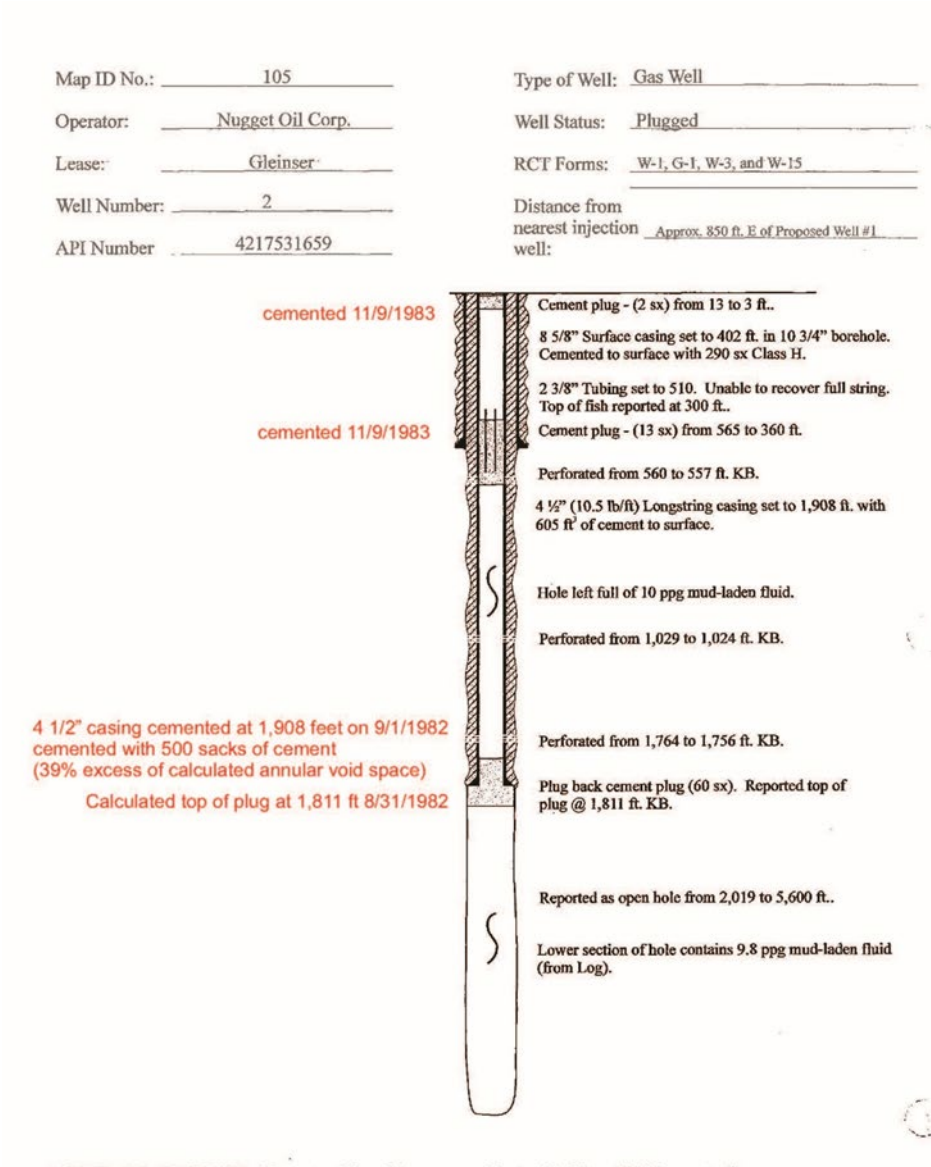 Map ID No.: 105
Operator: Nugget Oil Corp.
Lease: Gleinser
Well Number: 2
API Number 4217531659
Type of Well: Gas Well
Well Status: Plugged
RCT Forms: W-1, G-1, W-3, and W-15
Distance from
nearest injection Approx. 850 ft. E of Proposed Well #1
well:
cemented 11/9/1983
Cement plug - (2 sx) from 13 to 3 ft..
8 5/8" Surface casing set to 402 ft. in 10 3/4" borehole.
Cemented to surface with 290 sx Class H.
2 3/8" Tubing set to 510. Unable to recover full string.
Top of fish reported at 300 ft..
cemented 11/9/1983
Cement plug - (13 sx) from 565 to 360 ft.
Perforated from 560 to 557 ft. KB.
4 ½" (10.5 lb/ft) Longstring casing set to 1,908 ft. with
605 ft³ of cement to surface.
Hole left full of 10 ppg mud-laden fluid.
Perforated from 1,029 to 1,024 ft. KB.
4 1/2" casing cemented at 1,908 feet on 9/1/1982
cemented with 500 sacks of cement
(39% excess of calculated annular void space)
Perforated from 1,764 to 1,756 ft. KB.
Calculated top of plug at 1,811 ft 8/31/1982
Plug back cement plug (60 sx). Reported top of
plug @ 1,811 ft. KB.
Reported as open hole from 2,019 to 5,600 ft..
Lower section of hole contains 9.8 ppg mud-laden fluid
(from Log).